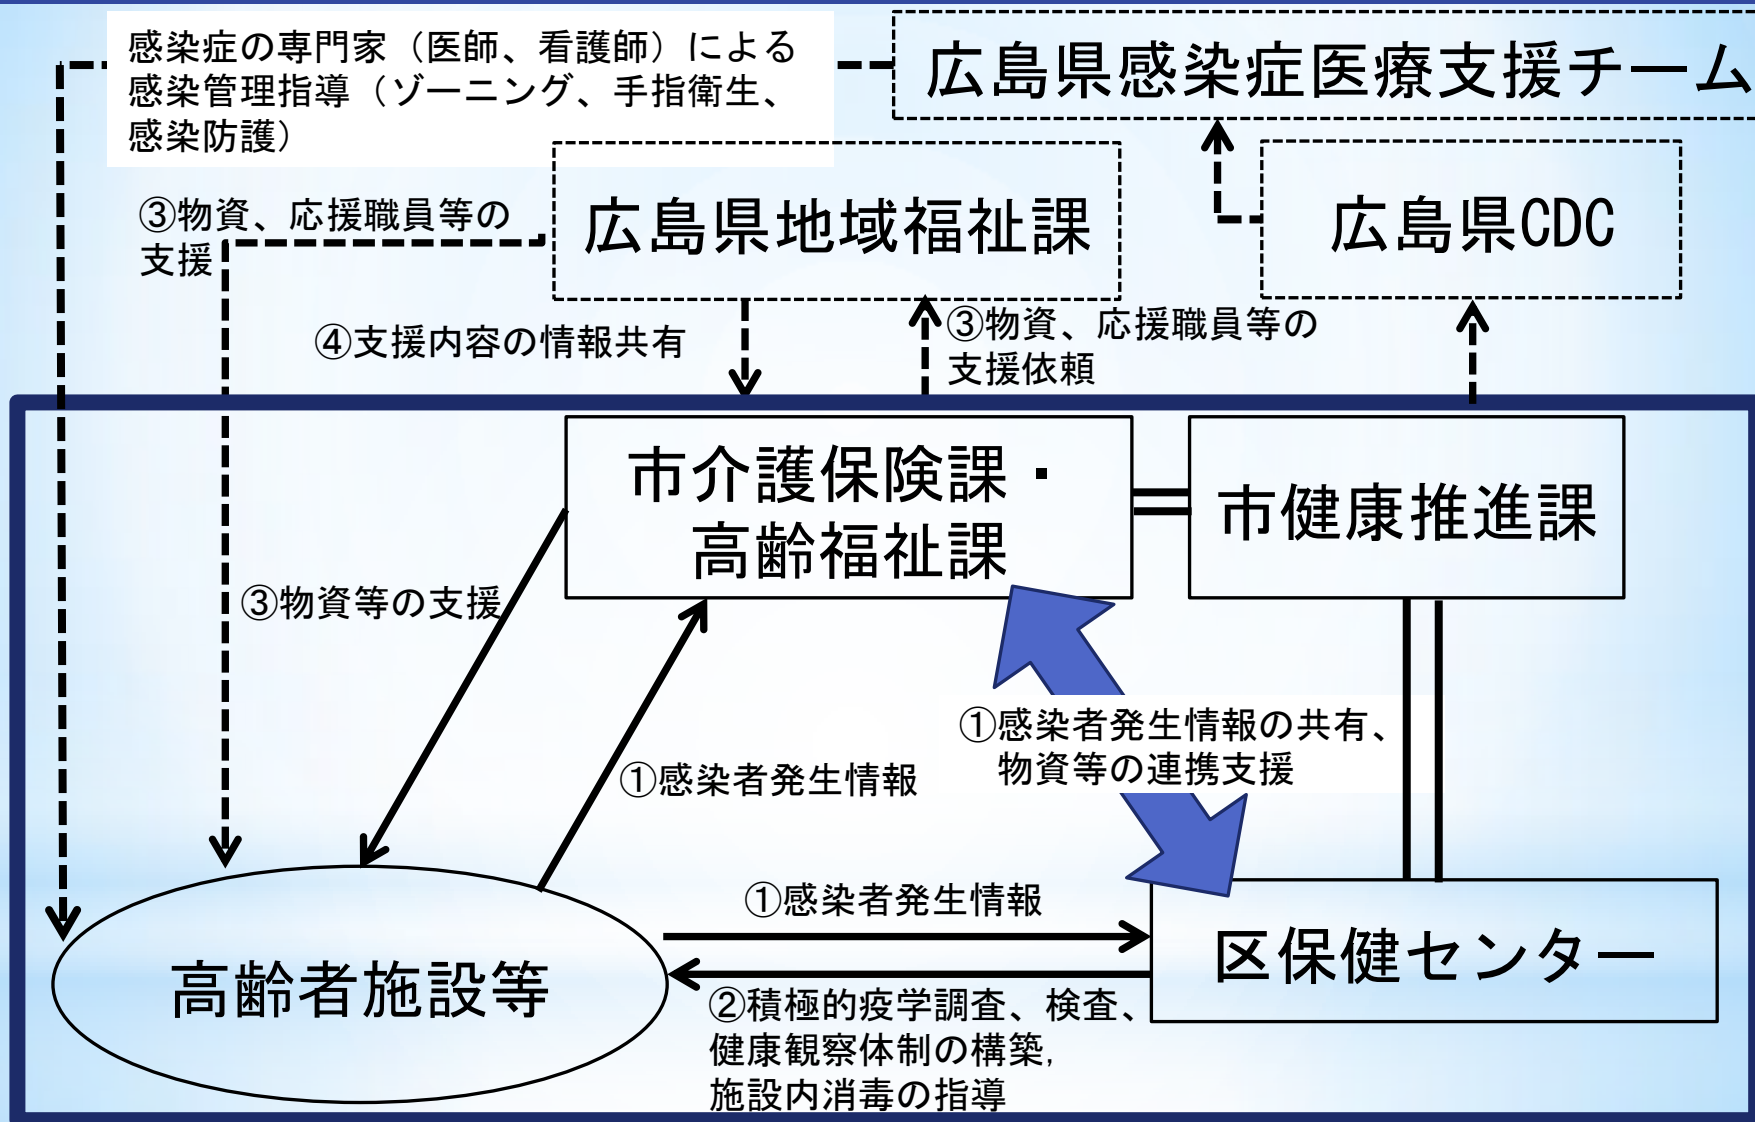 感染症の専門家（医師、看護師）による
感染管理指導（ゾーニング、手指衛生、
感染防護）
広島県感染症医療支援チーム
③物資、応援職員等の
支援
広島県地域福祉課
広島県CDC
④支援内容の情報共有
③物資、応援職員等の
支援依頼
市介護保険課・
高齢福祉課
市健康推進課
③物資等の支援
①感染者発生情報
①感染者発生情報の共有、
物資等の連携支援
①感染者発生情報
高齢者施設等
区保健センター
②積極的疫学調査、検査、
健康観察体制の構築,
施設内消毒の指導